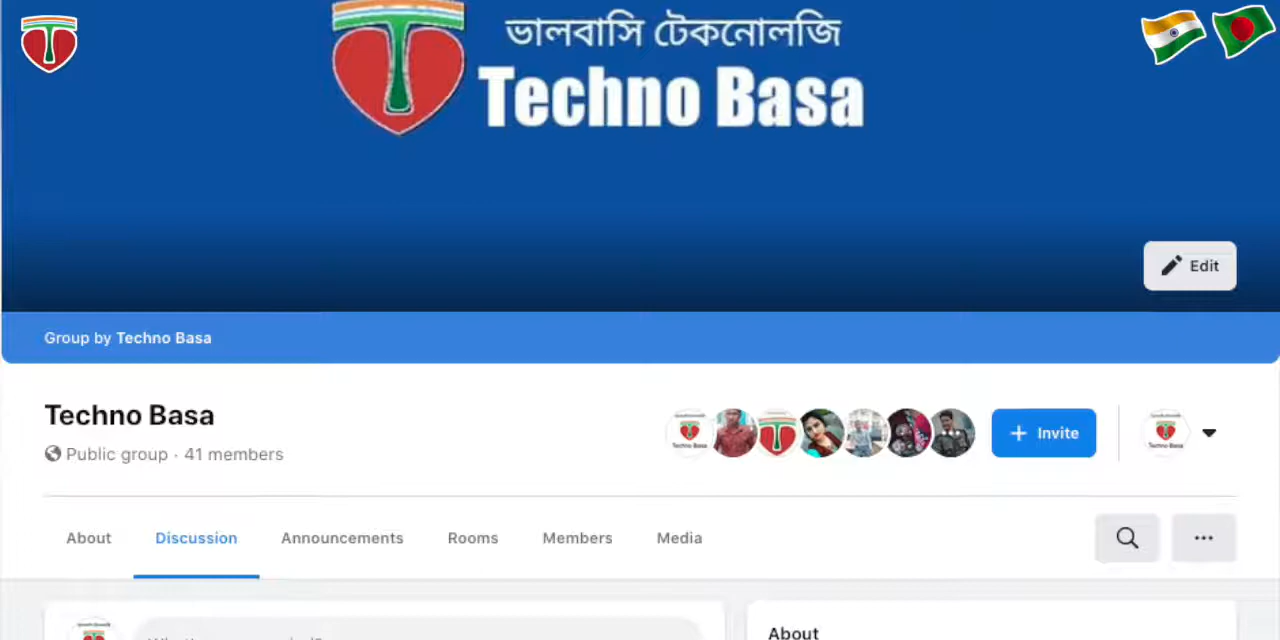 ভালবাসি টেকনোলজি
Techno Basa
Edit
Group by Techno Basa
Techno Basa
Public group · 41 members
+ Invite
About
Discussion
Announcements
Rooms
Members
Media
About